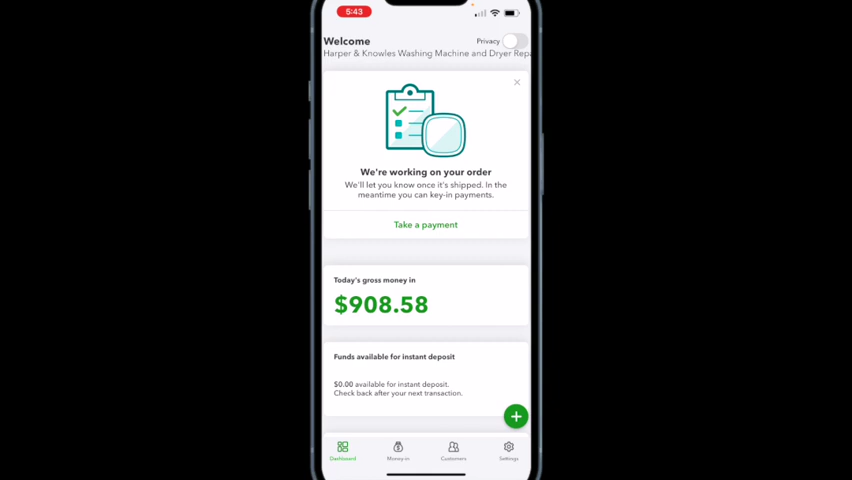 5:43
Welcome
Privacy
Harper & Knowles Washing Machine and Dryer Repa
We're working on your order
We'll let you know once it's shipped. In the
meantime you can key-in payments.
Take a payment
Today's gross money in
$908.58
Funds available for instant deposit
$0.00 available for instant deposit.
Check back after your next transaction.
Dashboard
Money-in
Customers
Settings